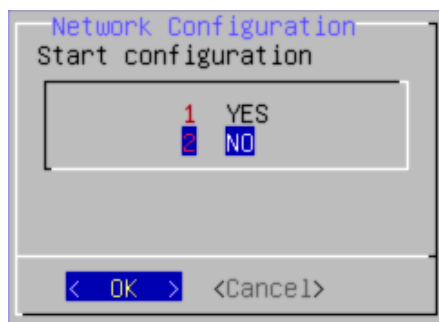 Network Configuration
Start configuration
1 YES
2 NO
< OK > <Cancel>